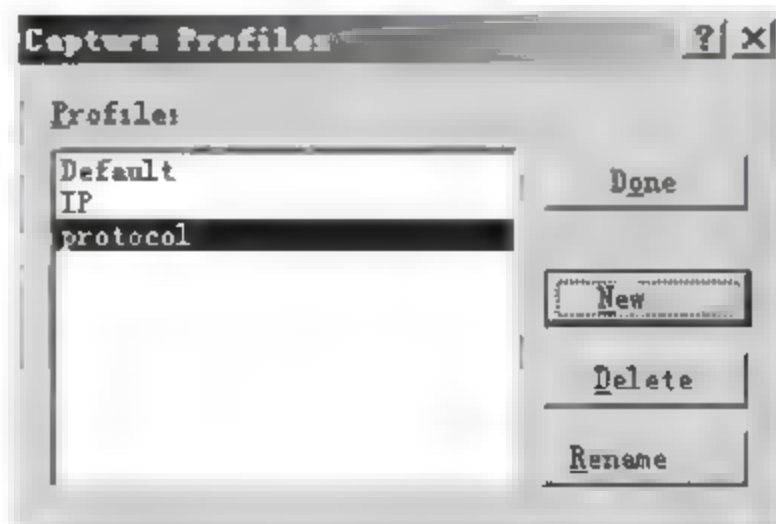 Capture Profiles
Profiles
Default
IP
protocol
Done
New
Delete
Rename